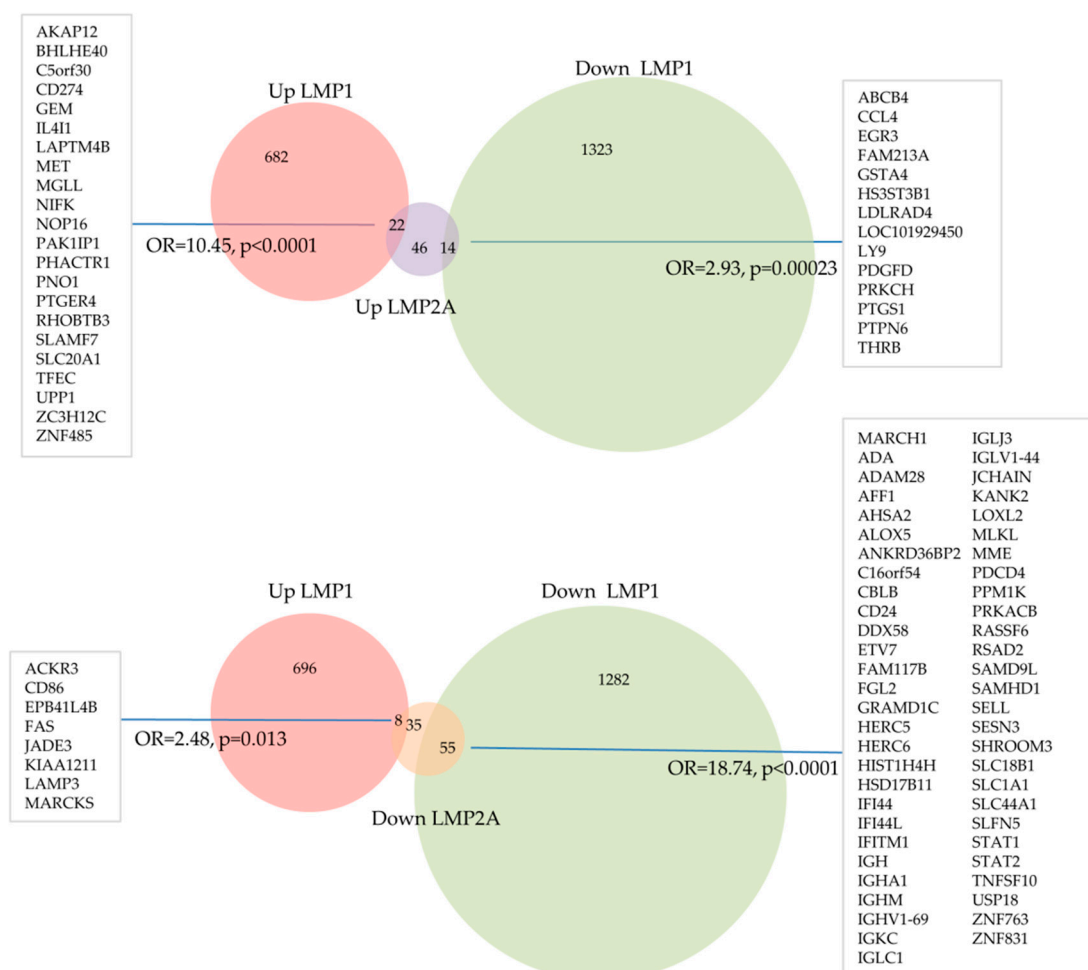 AKAP12
BHLHE40
C5orf30
CD274
GEM
IL4I1
LAPTM4B
MET
MGLL
NIFK
NOP16
PAK1IP1
PHACTR1
PNO1
PTGER4
RHOBTB3
SLAMF7
SLC20A1
TFEC
UPP1
ZC3H12C
ZNF485
Up LMP1
682
22
OR=10.45, p<0.0001
46
14
Up LMP2A
Down LMP1
1323
OR=2.93, p=0.00023
ABCB4
CCL4
EGR3
FAM213A
GSTA4
HS3ST3B1
LDLRAD4
LOC101929450
LY9
PDGFD
PRKCH
PTGS1
PTPN6
THRB
ACKR3
CD86
EPB41L4B
FAS
JADE3
KIAA1211
LAMP3
MARCKS
Up LMP1
696
8
35
OR=2.48, p=0.013
55
Down LMP2A
Down LMP1
1282
OR=18.74, p<0.0001
MARCH1
ADA
ADAM28
AFF1
AHSA2
ALOX5
ANKRD36BP2
C16orf54
CBLB
CD24
DDX58
ETV7
FAM117B
FGL2
GRAMD1C
HERC5
HERC6
HIST1H4H
HSD17B11
IFI44
IFI44L
IFITM1
IGH
IGHA1
IGHM
IGHV1-69
IGKC
IGLC1
IGLJ3
IGLV1-44
JCHAIN
KANK2
LOXL2
MLKL
MME
PDCD4
PPM1K
PRKACB
RASSF6
RSAD2
SAMD9L
SAMHD1
SELL
SESN3
SHROOM3
SLC18B1
SLC1A1
SLC44A1
SLFN5
STAT1
STAT2
TNFSF10
USP18
ZNF763
ZNF831